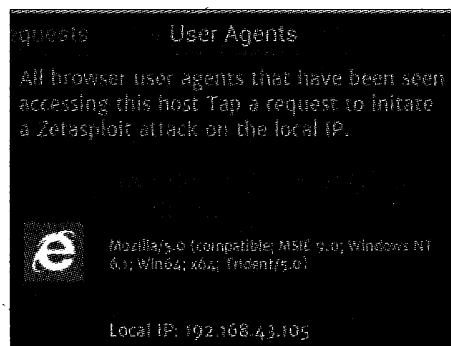 quests User Agents
All browser user agents that have been seen
accessing this host Tap a request to initate
a Zetasploit attack on the local IP.
Mozilla/5.0 (compatible; MSIE 9.0; Windows NT
6.1; Win64; x64; Trident/5.0)
Local IP: 192.168.43.105